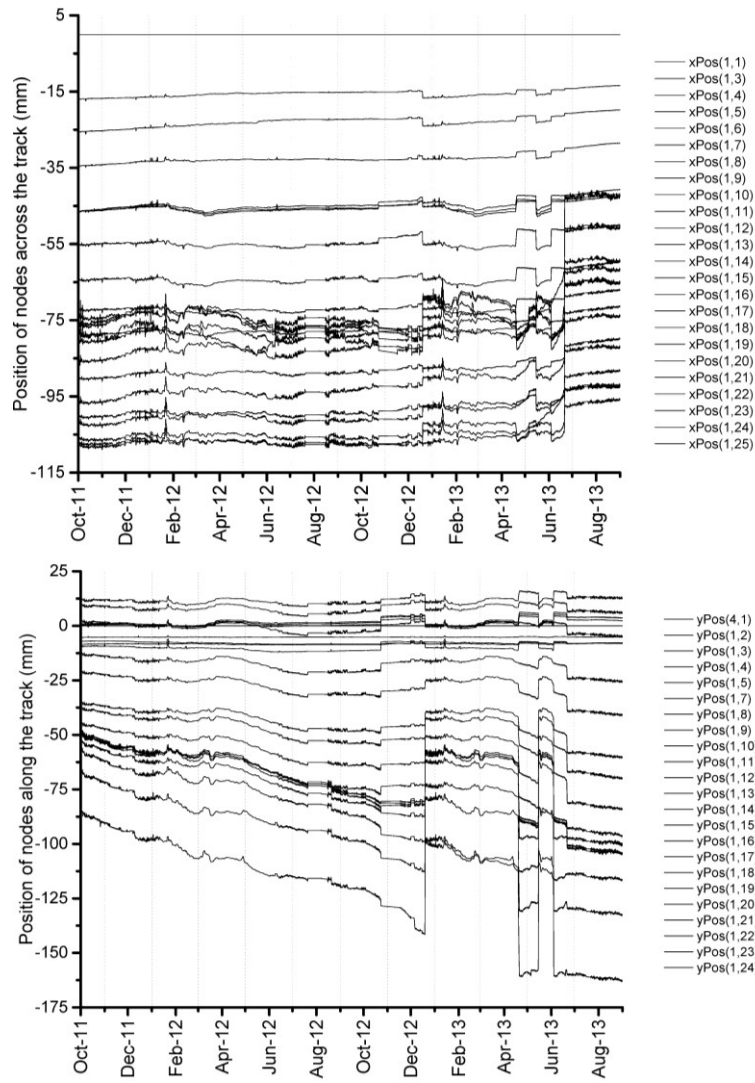 Position of nodes across the track (mm)
5
-15
-35
-55
-75
-95
-115
Oct-11
Dec-11
Feb-12
Apr-12
Jun-12
Aug-12
Oct-12
Dec-12
Feb-13
Apr-13
Jun-13
Aug-13
xPos(1,1)
xPos(1,3)
xPos(1,4)
xPos(1,5)
xPos(1,6)
xPos(1,7)
xPos(1,8)
xPos(1,9)
xPos(1,10)
xPos(1,11)
xPos(1,12)
xPos(1,13)
xPos(1,14)
xPos(1,15)
xPos(1,16)
xPos(1,17)
xPos(1,18)
xPos(1,19)
xPos(1,20)
xPos(1,21)
xPos(1,22)
xPos(1,23)
xPos(1,24)
xPos(1,25)
Position of nodes along the track (mm)
25
0
-25
-50
-75
-100
-125
-150
-175
Oct-11
Dec-11
Feb-12
Apr-12
Jun-12
Aug-12
Oct-12
Dec-12
Feb-13
Apr-13
Jun-13
Aug-13
yPos(4,1)
yPos(1,2)
yPos(1,3)
yPos(1,4)
yPos(1,5)
yPos(1,7)
yPos(1,8)
yPos(1,9)
yPos(1,10)
yPos(1,11)
yPos(1,12)
yPos(1,13)
yPos(1,14)
yPos(1,15)
yPos(1,16)
yPos(1,17)
yPos(1,18)
yPos(1,19)
yPos(1,20)
yPos(1,21)
yPos(1,22)
yPos(1,23)
yPos(1,24)